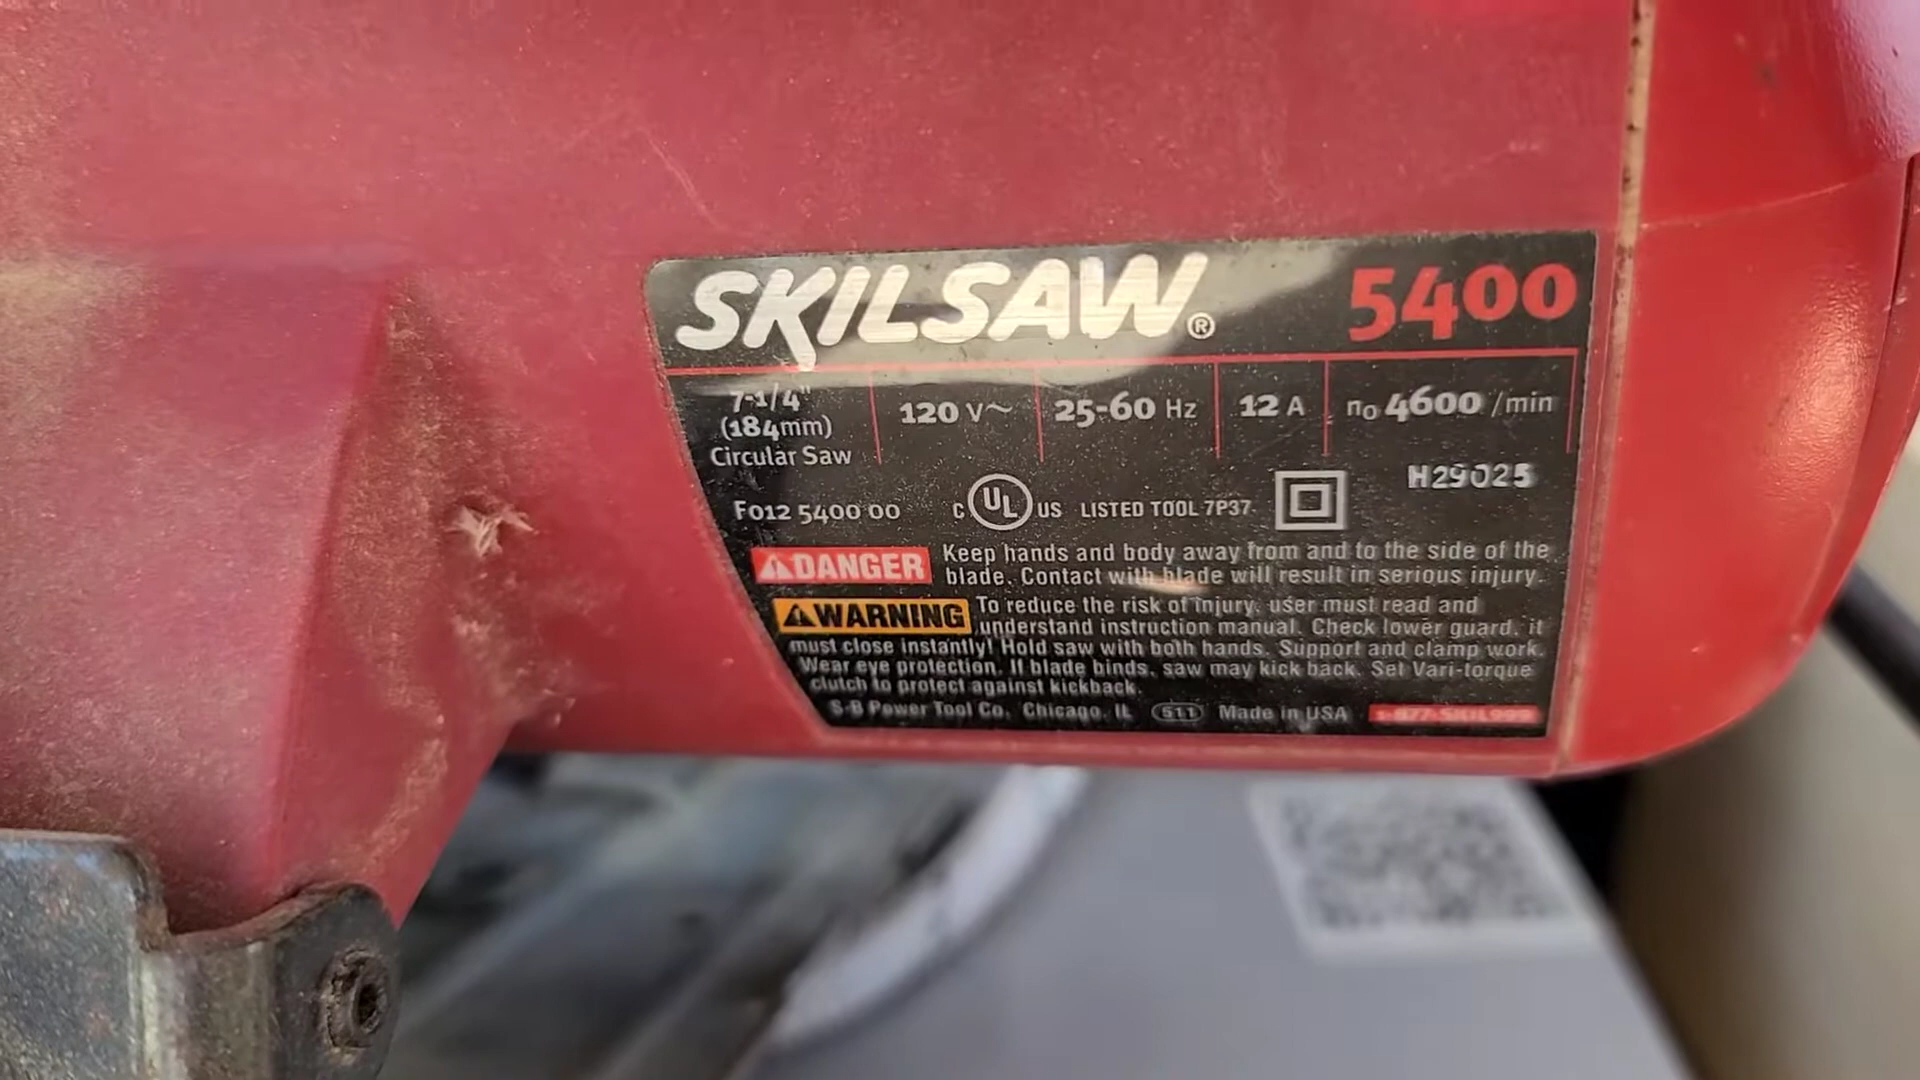 SKILSAW® 5400
7-1/4"
(184mm)
Circular Saw
120 V~
25-60 Hz
12 A
n₀ 4600 /min
H29025
F012 5400 00
C UL US LISTED TOOL 7P37
DANGER Keep hands and body away from and to the side of the
blade. Contact with blade will result in serious injury.
WARNING To reduce the risk of injury, user must read and
understand instruction manual. Check lower guard, it
must close instantly! Hold saw with both hands. Support and clamp work.
Wear eye protection. If blade binds, saw may kick back. Set Vari-torque
clutch to protect against kickback.
S-B Power Tool Co. Chicago, IL 511 Made in USA 1-877-SKIL999